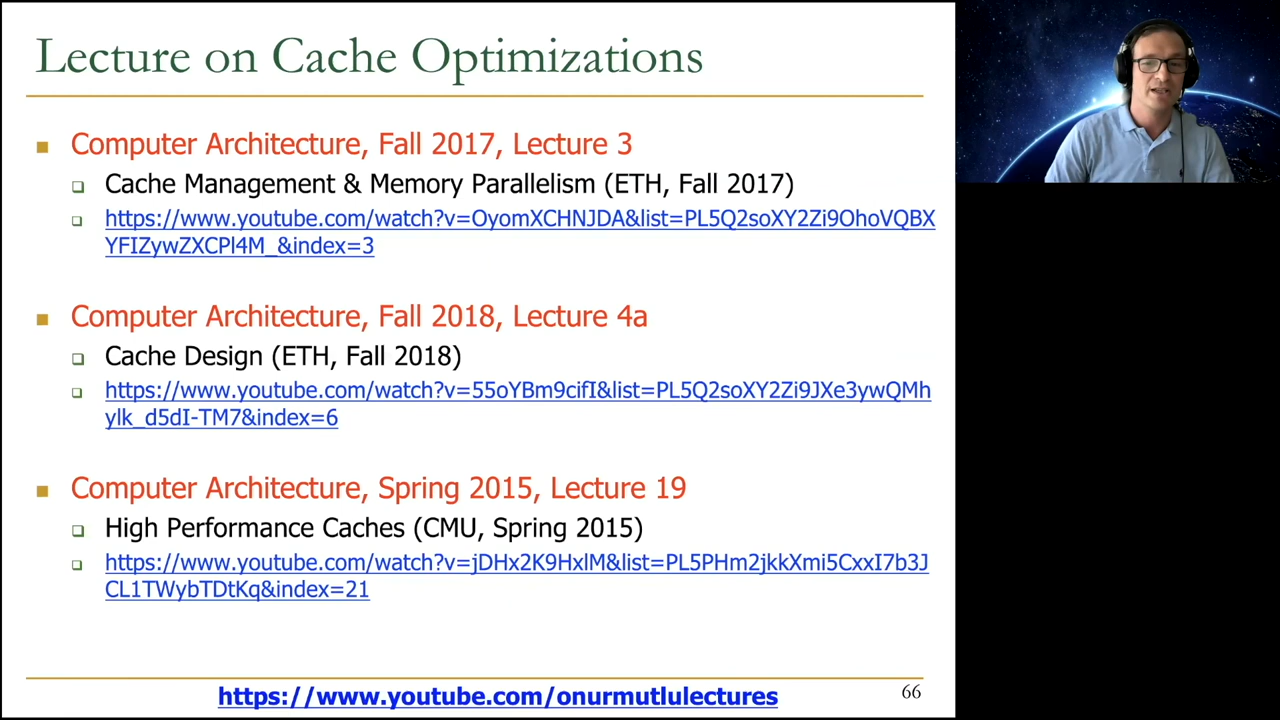 Lecture on Cache Optimizations
Computer Architecture, Fall 2017, Lecture 3
Cache Management & Memory Parallelism (ETH, Fall 2017)
https://www.youtube.com/watch?v=OyomXCHNJDA&list=PL5Q2soXY2Zi9OhoVQBX
YFIZywZXCPl4M_&index=3
Computer Architecture, Fall 2018, Lecture 4a
Cache Design (ETH, Fall 2018)
https://www.youtube.com/watch?v=55oYBm9cifI&list=PL5Q2soXY2Zi9JXe3ywQMh
ylk_d5dI-TM7&index=6
Computer Architecture, Spring 2015, Lecture 19
High Performance Caches (CMU, Spring 2015)
https://www.youtube.com/watch?v=jDHx2K9HxlM&list=PL5PHm2jkkXmi5CxxI7b3J
CL1TWybTDtKq&index=21
https://www.youtube.com/onurmutlulectures
66